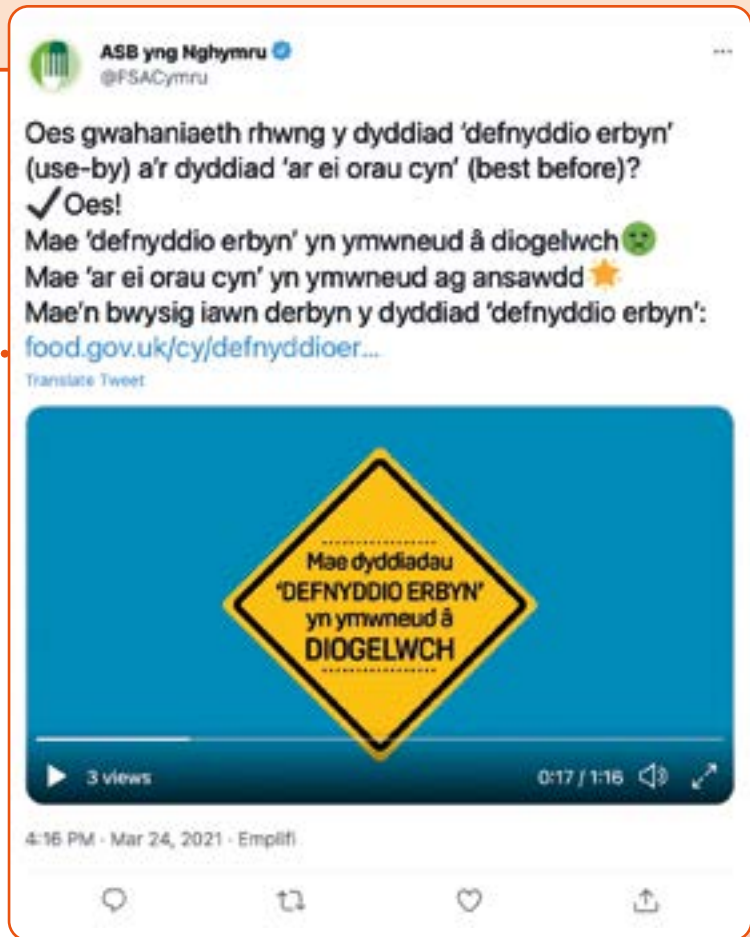 ASB yng Nghymru
@FSACymru
Oes gwahaniaeth rhwng y dyddiad ‘defnyddio erbyn’
(use-by) a’r dyddiad ‘ar ei orau cyn’ (best before)?
✓Oes!
Mae ‘defnyddio erbyn’ yn ymwneud â diogelwch🤢
Mae ‘ar ei orau cyn’ yn ymwneud ag ansawdd⭐
Mae’n bwysig iawn derbyn y dyddiad ‘defnyddio erbyn’:
food.gov.uk/cy/defnyddioer...
Translate Tweet
Mae dyddiadau
‘DEFNYDDIO ERBYN’
yn ymwneud â
DIOGELWCH
3 views
0:17 / 1:16
4:16 PM · Mar 24, 2021 · Emplifi